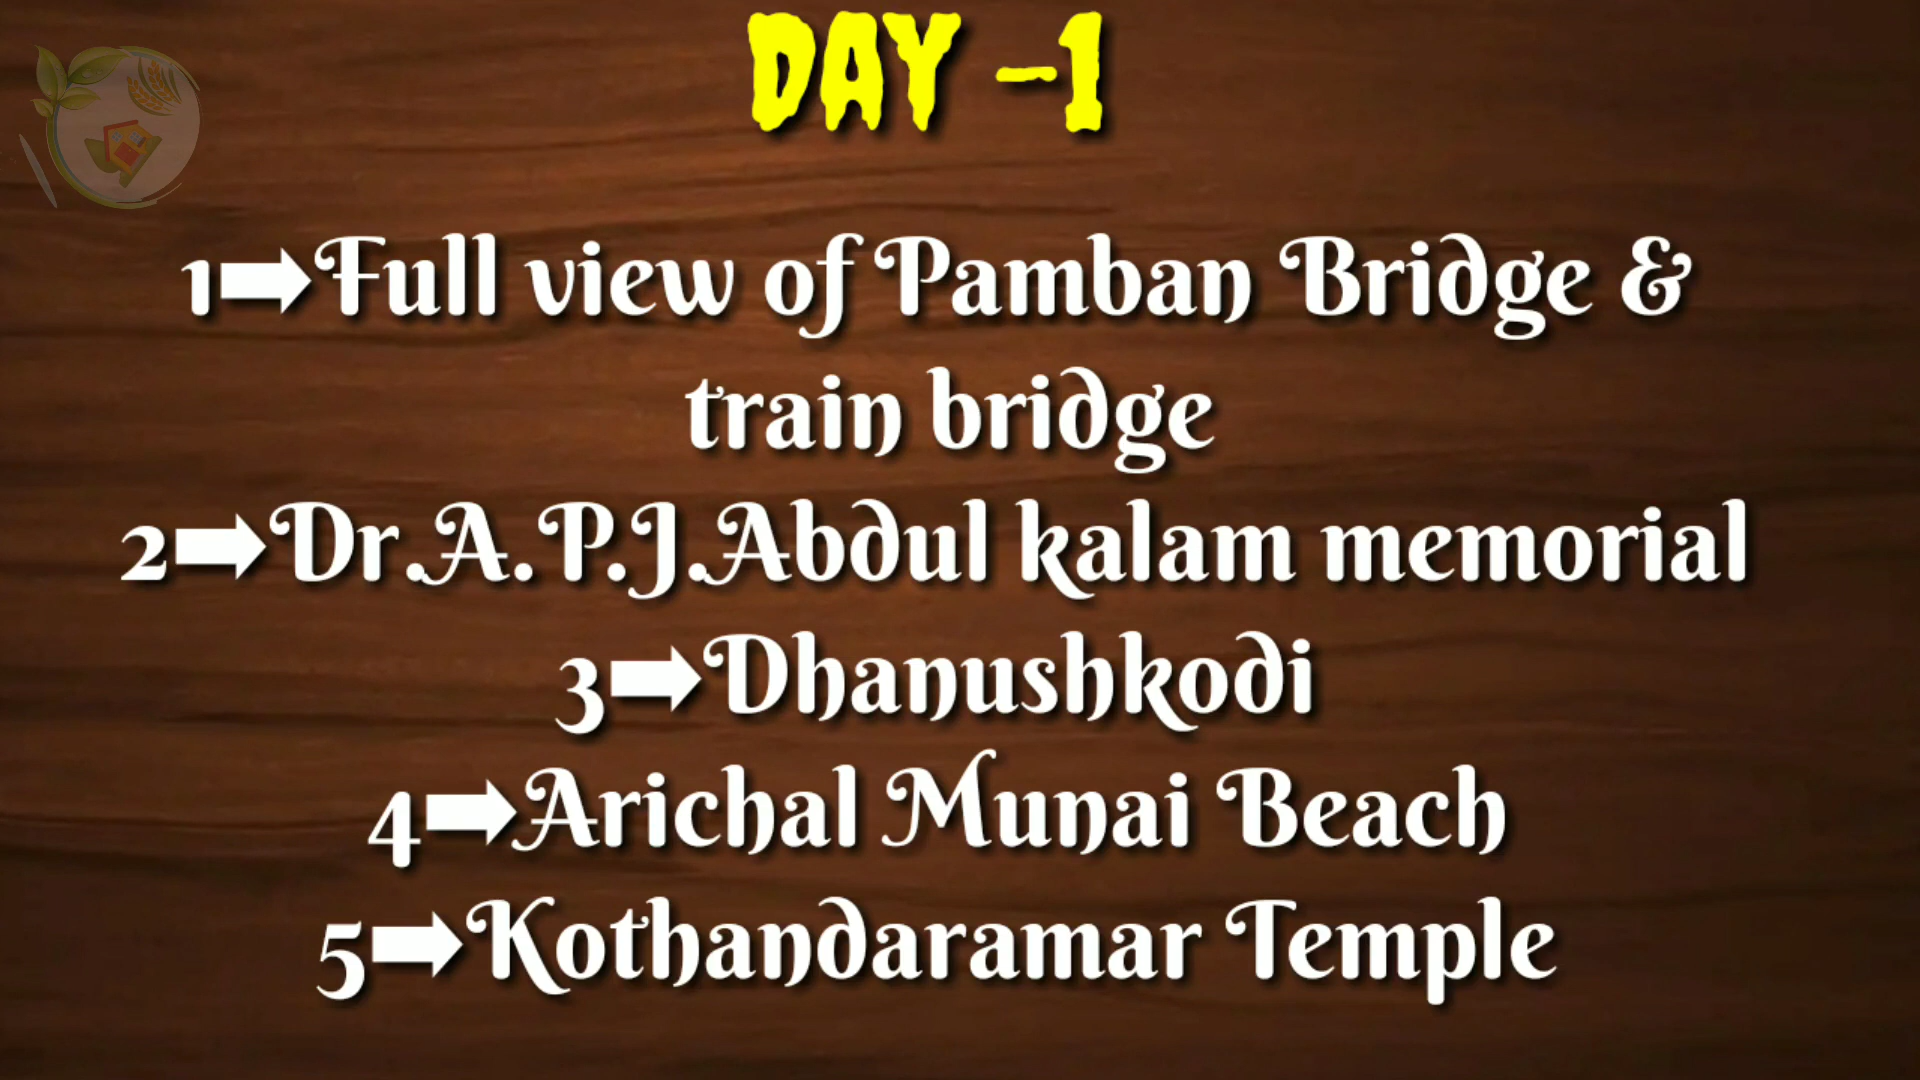 DAY -1
1➡Full view of Pamban Bridge &
train bridge
2➡Dr.A.P.J.Abdul kalam memorial
3➡Dhanushkodi
4➡Arichal Munai Beach
5➡Kothandaramar Temple